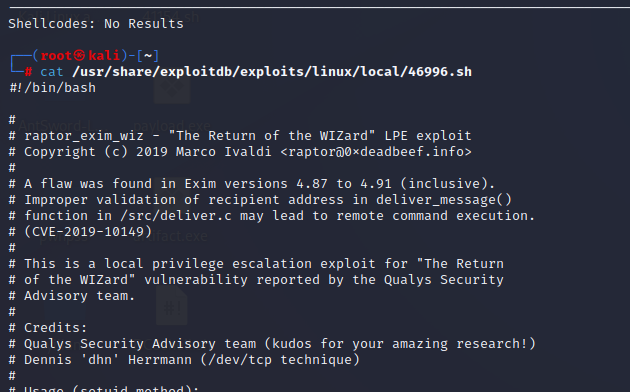 Shellcodes: No Results
┌──(root㉿kali)-[~]
└─# cat /usr/share/exploitdb/exploits/linux/local/46996.sh
#!/bin/bash
#
# raptor_exim_wiz - "The Return of the WIZard" LPE exploit
# Copyright (c) 2019 Marco Ivaldi <raptor@0xdeadbeef.info>
#
# A flaw was found in Exim versions 4.87 to 4.91 (inclusive).
# Improper validation of recipient address in deliver_message()
# function in /src/deliver.c may lead to remote command execution.
# (CVE-2019-10149)
#
# This is a local privilege escalation exploit for "The Return
# of the WIZard" vulnerability reported by the Qualys Security
# Advisory team.
#
# Credits:
# Qualys Security Advisory team (kudos for your amazing research!)
# Dennis 'dhn' Herrmann (/dev/tcp technique)
#
# Usage (setuid method):